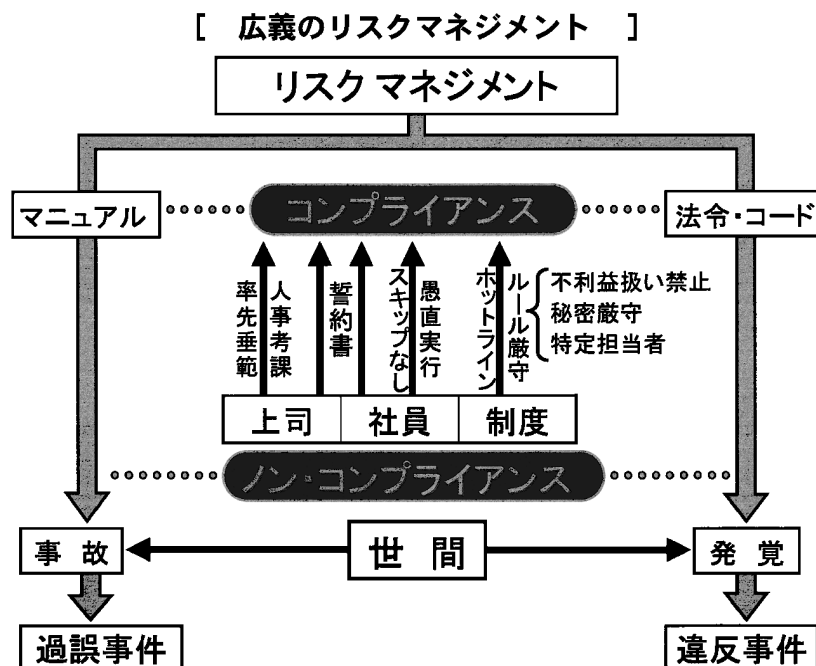 [ 広義のリスクマネジメント ]
リスク マネジメント
マニュアル
コンプライアンス
法令・コード
率先垂範
人事考課
誓約書
スキップなし
愚直実行
ホットライン
ルール厳守
不利益扱い禁止
秘密厳守
特定担当者
上司
社員
制度
ノン・コンプライアンス
事 故
世 間
発 覚
過誤事件
違反事件